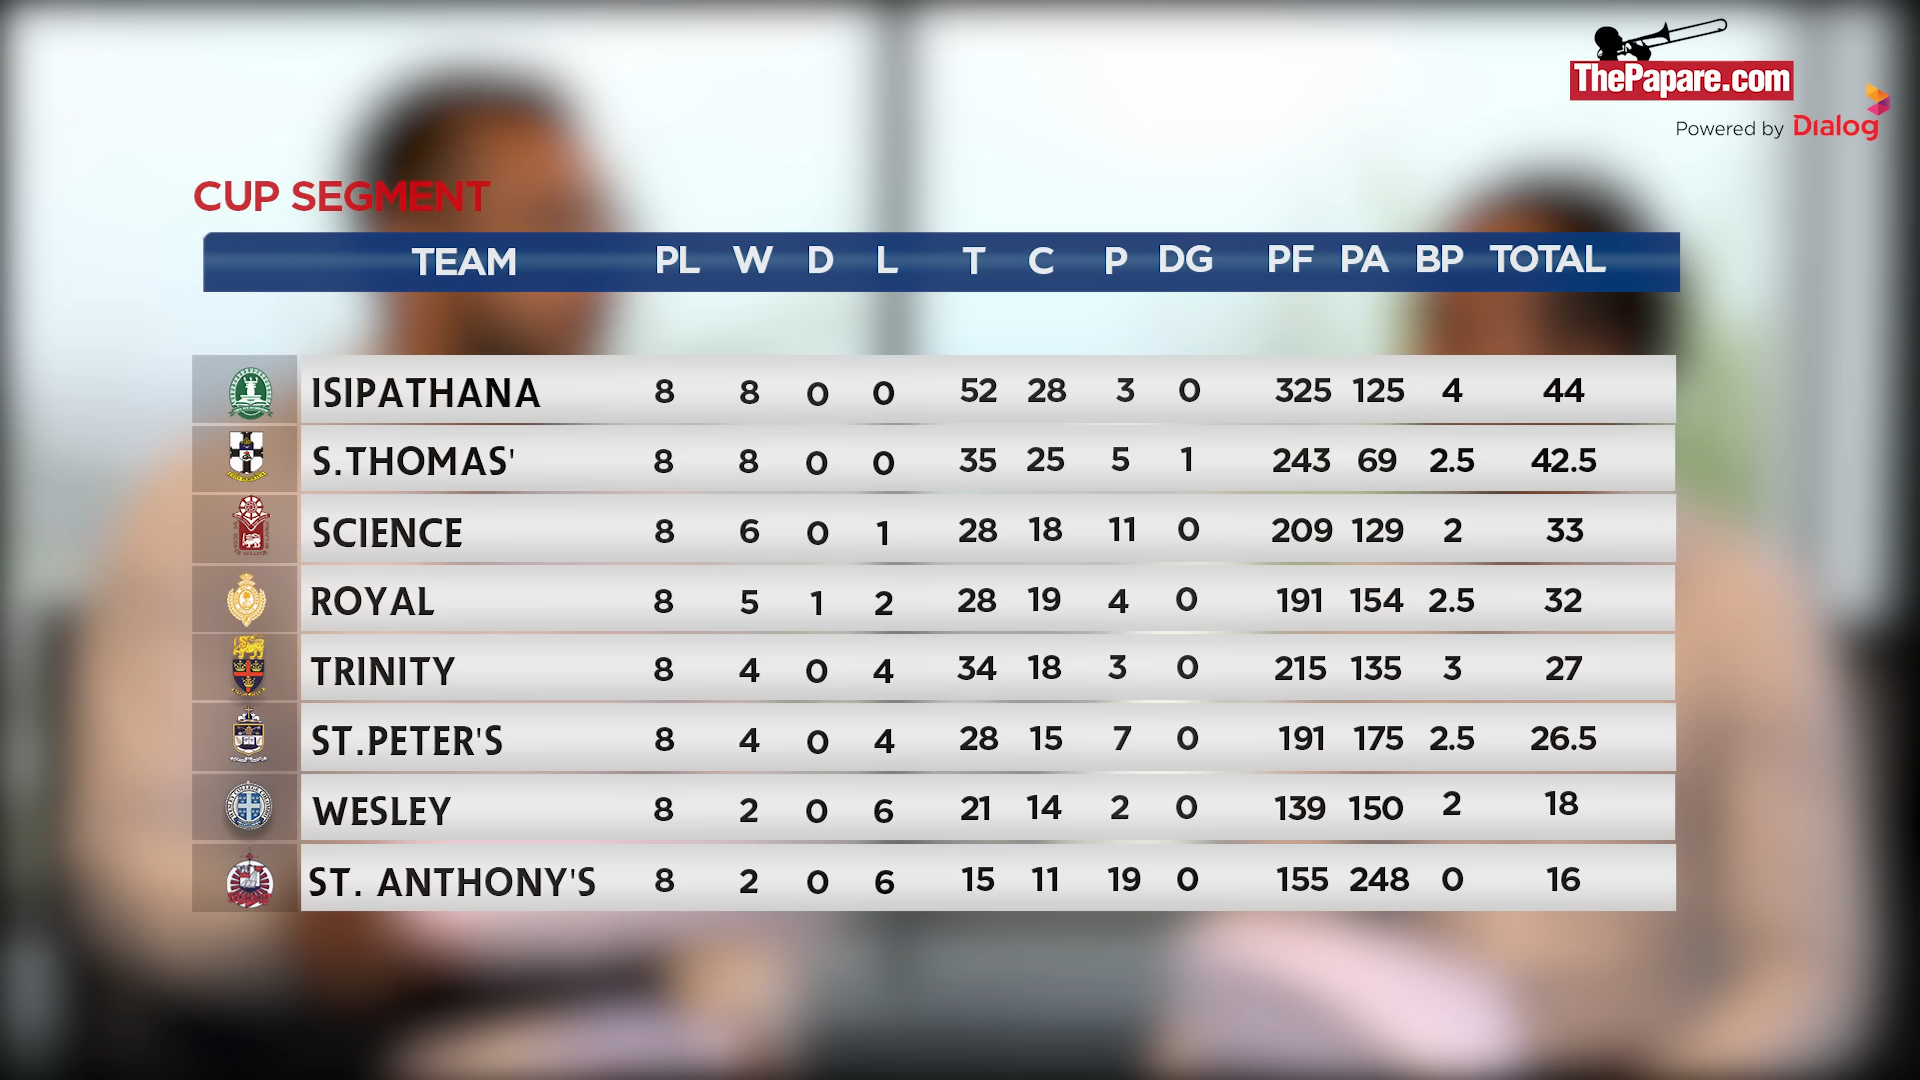 ThePapare.com
Powered by Dialog
CUP SEGMENT
TEAM PL W D L T C P DG PF PA BP TOTAL
ISIPATHANA 8 8 0 0 52 28 3 0 325 125 4 44
S.THOMAS' 8 8 0 0 35 25 5 1 243 69 2.5 42.5
SCIENCE 8 6 0 1 28 18 11 0 209 129 2 33
ROYAL 8 5 1 2 28 19 4 0 191 154 2.5 32
TRINITY 8 4 0 4 34 18 3 0 215 135 3 27
ST.PETER'S 8 4 0 4 28 15 7 0 191 175 2.5 26.5
WESLEY 8 2 0 6 21 14 2 0 139 150 2 18
ST. ANTHONY'S 8 2 0 6 15 11 19 0 155 248 0 16